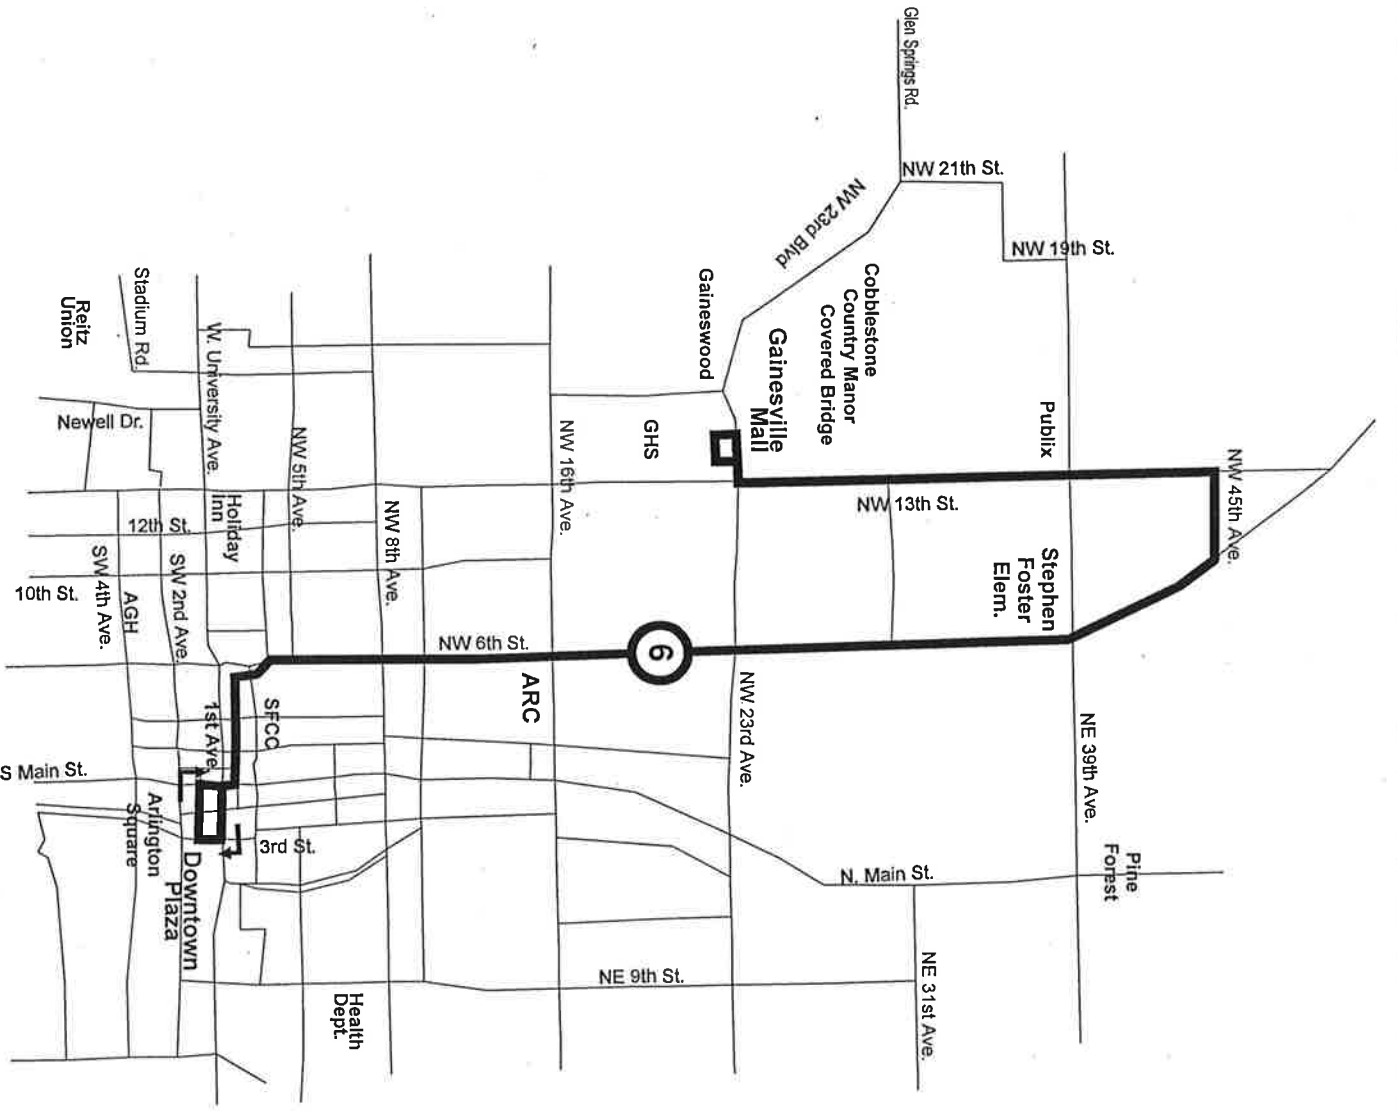 Glen Springs Rd.
NW 21th St.
NW 19th St.
NW 23rd Blvd
Cobblestone
Country Manor
Covered Bridge
Gaineswood
Gainesville
Mall
Publix
GHS
NW 45th Ave.
NW 13th St.
Stephen
Foster
Elem.
Stadium Rd.
Reitz
Union
W. University Ave.
Newell Dr.
NW 5th Ave.
NW 16th Ave.
Holiday
Inn
NW 8th Ave.
12th St.
SW 4th Ave.
SW 2nd Ave.
10th St.
AGH
NW 6th St.
6
ARC
NW 23rd Ave.
NE 39th Ave.
SFCC
1st Ave.
S Main St.
Arlington
Square
3rd St.
Downtown
Plaza
N. Main St.
Pine
Forest
NE 31st Ave.
NE 9th St.
Health
Dept.